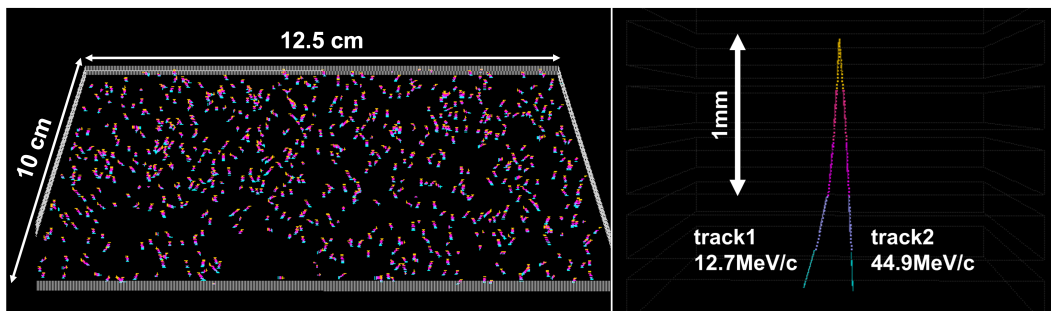 12.5 cm
10 cm
1mm
track1
12.7MeV/c
track2
44.9MeV/c